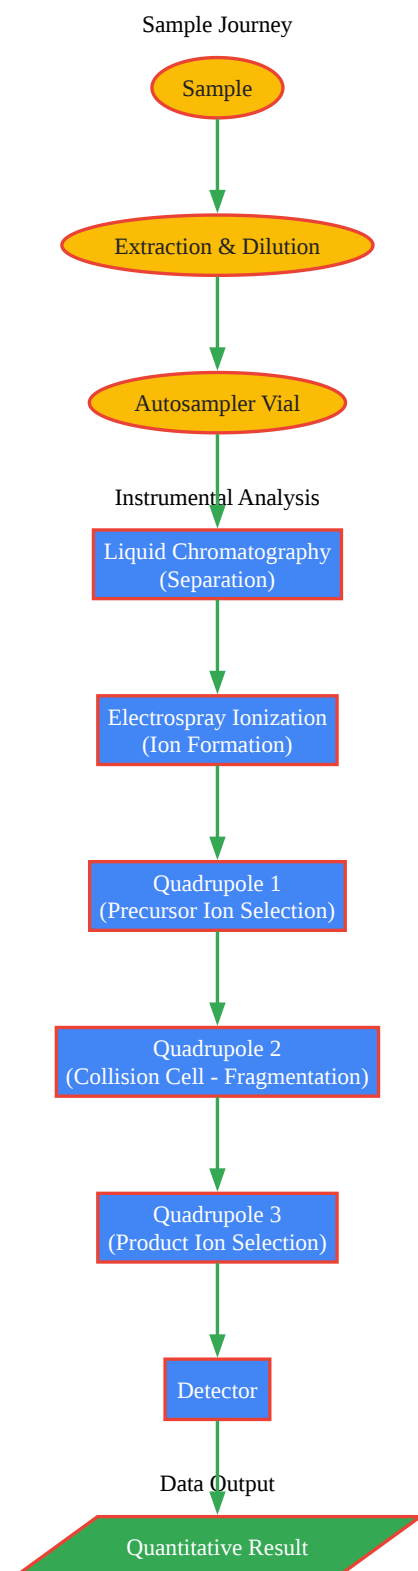 Sample Journey
Sample
Extraction & Dilution
Autosampler Vial
Instrumental Analysis
Liquid Chromatography
(Separation)
Electrospray Ionization
(Ion Formation)
Quadrupole 1
(Precursor Ion Selection)
Quadrupole 2
(Collision Cell - Fragmentation)
Quadrupole 3
(Product Ion Selection)
Detector
Data Output
Quantitative Result